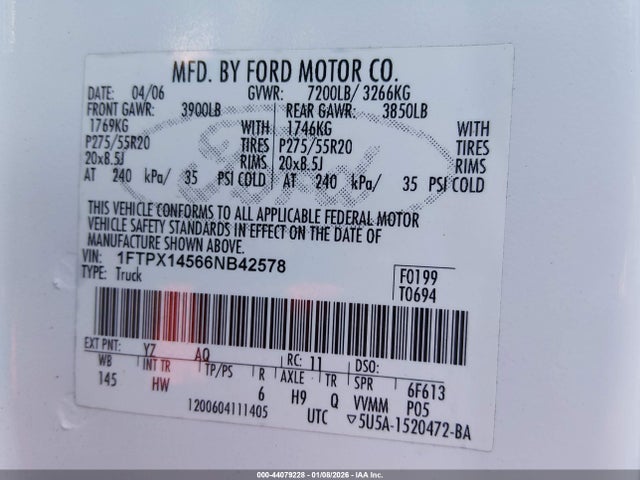 MFD. BY FORD MOTOR CO.
DATE: 04/06 GVWR: 7200LB/ 3266KG
FRONT GAWR: 3900LB REAR GAWR: 3850LB
1769KG WITH 1746KG WITH
P275/55R20 TIRES P275/55R20 TIRES
20x8.5J RIMS 20x8.5J RIMS
AT 240 kPa/ 35 PSI COLD AT 240 kPa/ 35 PSI COLD
Ford
THIS VEHICLE CONFORMS TO ALL APPLICABLE FEDERAL MOTOR
VEHICLE SAFETY STANDARDS IN EFFECT ON THE DATE OF
MANUFACTURE SHOWN ABOVE.
VIN: 1FTPX14566NB42578 F0199
TYPE: Truck T0694
EXT PNT: YZ AQ RC: 11 DSO:
WB INT TR TP/PS R AXLE TR SPR 6F613
145 HW 6 H9 Q VVMM P05
1200604111405 UTC ▽5U5A-1520472-BA
000-44079228 - 01/08/2026 - IAA Inc.